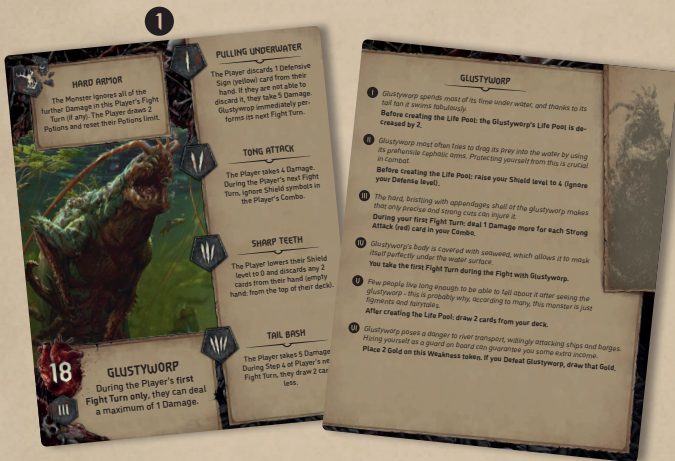 1
HARD ARMOR
The Monster ignores all of the
further Damage in this Player's Fight
Turn (if any). The Player draws 2
Potions and reset their Potions limit.
PULLING UNDERWATER
The Player discards 1 Defensive
Sign (yellow) card from their
hand. If they are not able to
discard it, they take 5 Damage.
Glustywrop immediately per-
forms its next Fight Turn.
TONG ATTACK
The Player takes 4 Damage.
During the Player's next Fight
Turn, ignore Shield symbols in
the Player's Combo.
SHARP TEETH
The Player lowers their Shield
level to 0 and discards any 2
cards from their hand (empty
hand: from the top of their deck).
TAIL BASH
The Player takes 5 Damage
During Step 4 of Player's ne
Fight Turn, they draw 2 car
less.
18
III
GLUSTYWORP
During the Player's first
Fight Turn only, they can deal
a maximum of 1 Damage.
GLUSTYWORP
I Glustyworp spends most of its time under water, and thanks to its
tail fan it swims fabulously.
Before creating the Life Pool: the Glustyworp's Life Pool is de-
creased by 2.
II Glustyworp most often tries to drag its prey into the water by using
its prehensile cephalic arms. Protecting yourself from this is crucial
in combat.
Before creating the Life Pool: raise your Shield level to 4 (ignore
your Defense level).
III The hard, bristling with appendages shell of the glustyworp makes
that only precise and strong cuts can injure it.
During your first Fight Turn: deal 1 Damage more for each Strong
Attack (red) card in your Combo.
IV Glustyworp's body is covered with seaweed, which allows it to mask
itself perfectly under the water surface.
You take the first Fight Turn during the Fight with Glustyworp.
V Few people live long enough to be able to tell about it after seeing the
glustyworp - this is probably why, according to many, this monster is just
figments and fairytales.
After creating the Life Pool: draw 2 cards from your deck.
VI Glustyworp poses a danger to river transport, willingly attacking ships and barges.
Hiring yourself as a guard on board can guarantee you some extra income.
Place 2 Gold on this Weakness token. If you Defeat Glustyworp, draw that Gold.